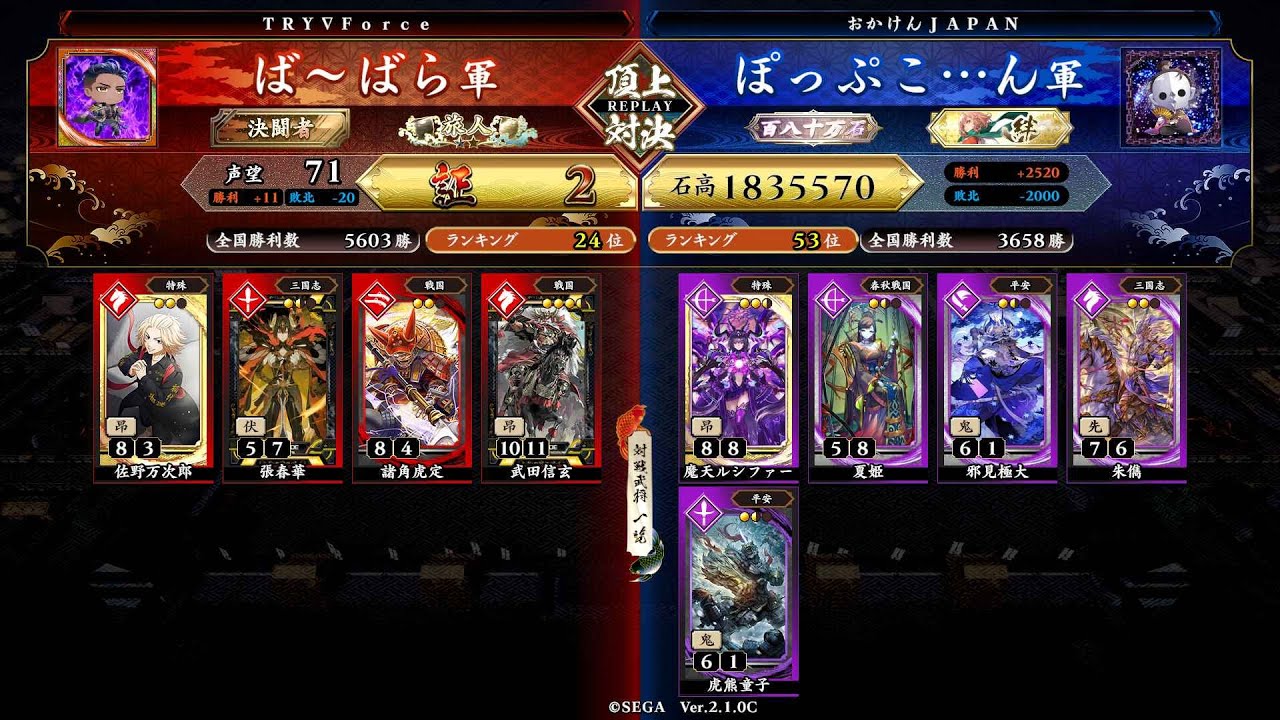 TRY∇Force
おかけんJAPAN
ば～ばら軍
頂上
REPLAY
対決
ぽっぷこ…ん軍
決闘者
旅人
百八十万石
絆
声望 71
勝利 +11 敗北 -20
証 2
石高 1835570
勝利 +2520
敗北 -2000
全国勝利数 5603勝
ランキング 24位
ランキング 53位
全国勝利数 3658勝
特殊
昴
8 3
佐野万次郎
三国志
伏
5 7
張春華
戦国
8 4
諸角虎定
戦国
昴
10 11
武田信玄
対戦武将一覧
特殊
昴
8 8
魔天ルシファー
春秋戦国
5 8
夏姫
平安
鬼
6 1
邪見極大
三国志
先
7 6
朱儁
平安
鬼
6 1
虎熊童子
©SEGA Ver.2.1.0C